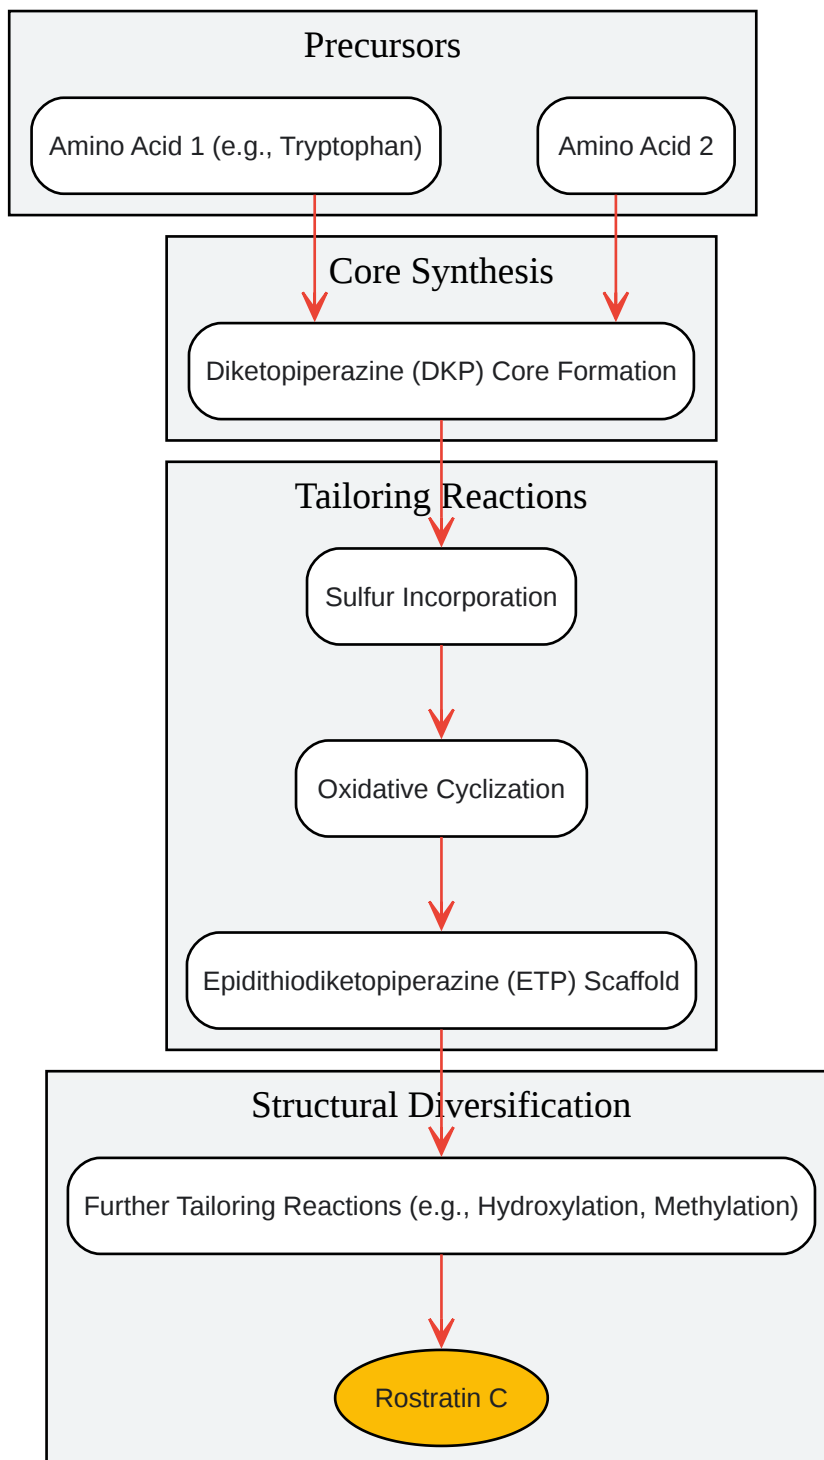 Precursors
Amino Acid 1 (e.g., Tryptophan)
Amino Acid 2
Core Synthesis
Diketopiperazine (DKP) Core Formation
Tailoring Reactions
Sulfur Incorporation
Oxidative Cyclization
Epidithiodiketopiperazine (ETP) Scaffold
Structural Diversification
Further Tailoring Reactions (e.g., Hydroxylation, Methylation)
Rostratin C